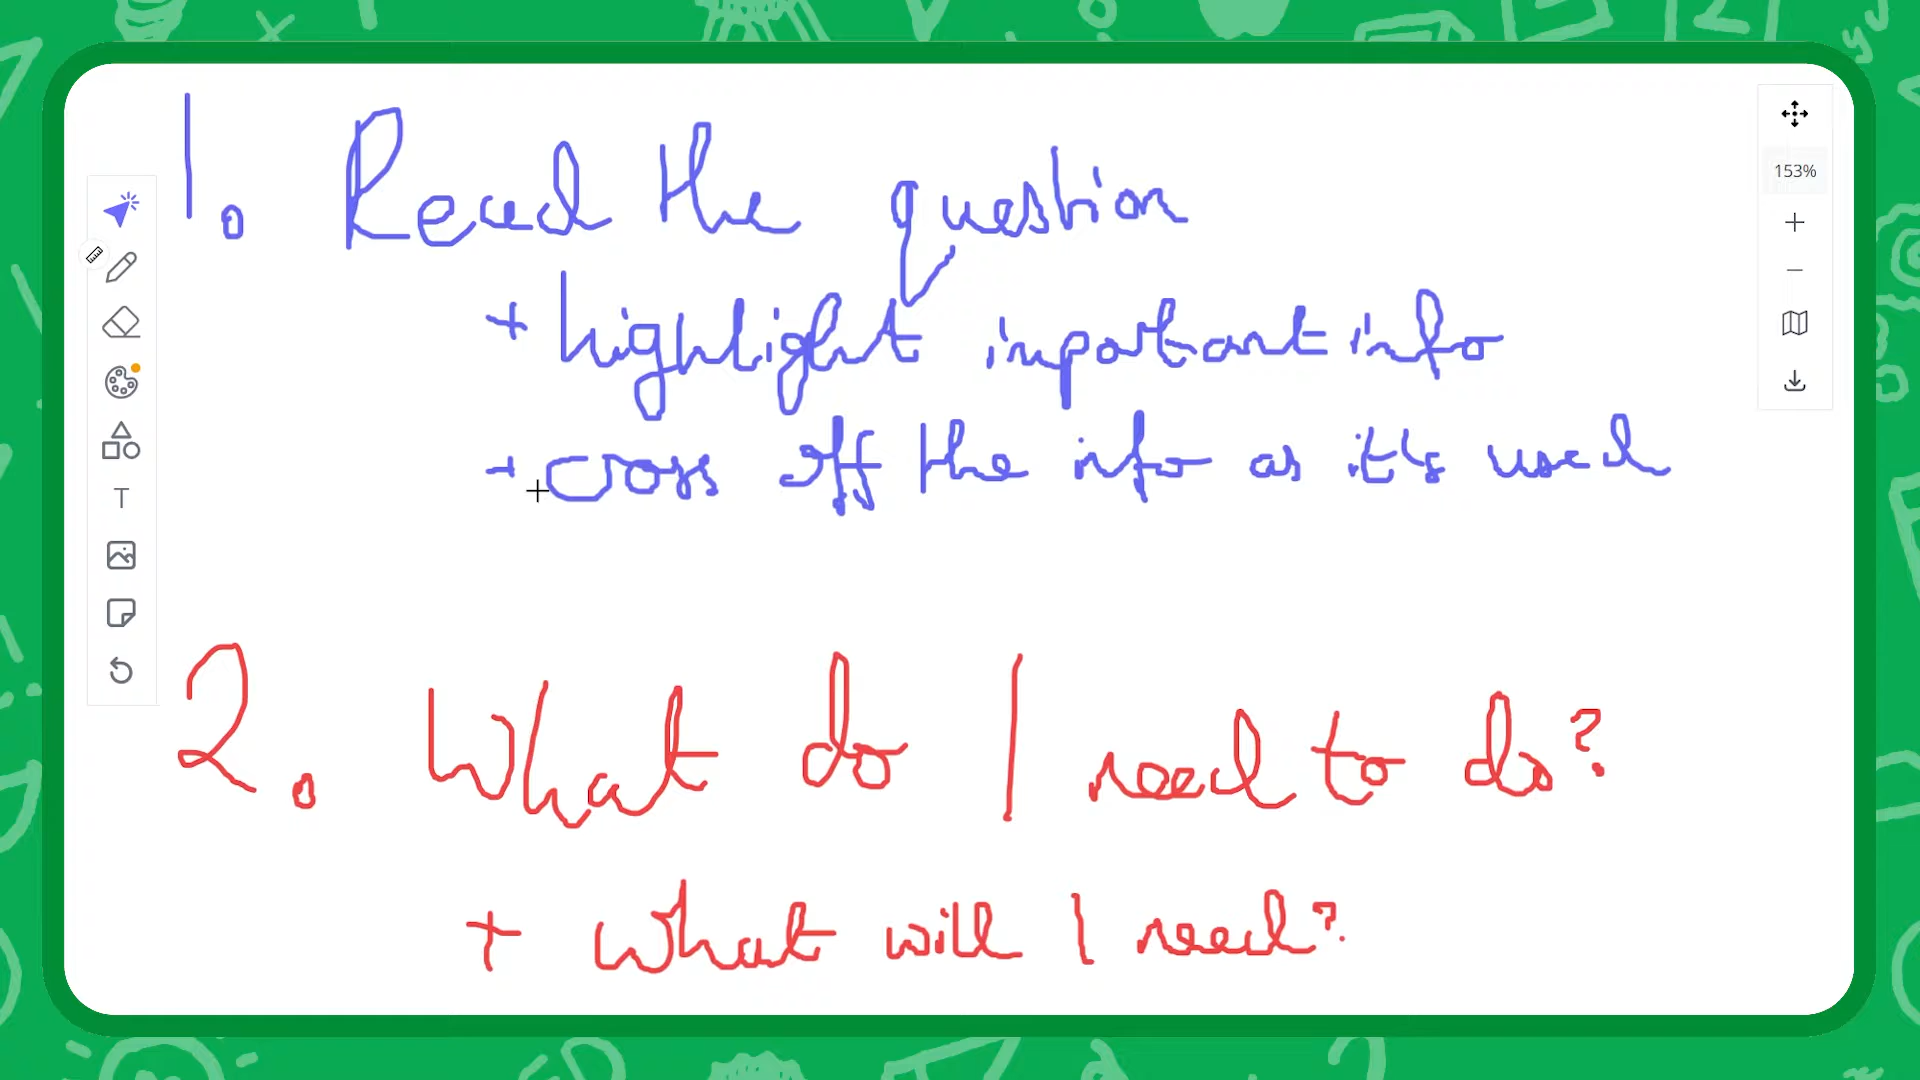 1. Read the question
+ highlight important info
+ cross off the info as it's used
2. What do I need to do?
+ what will I need?
153%
T